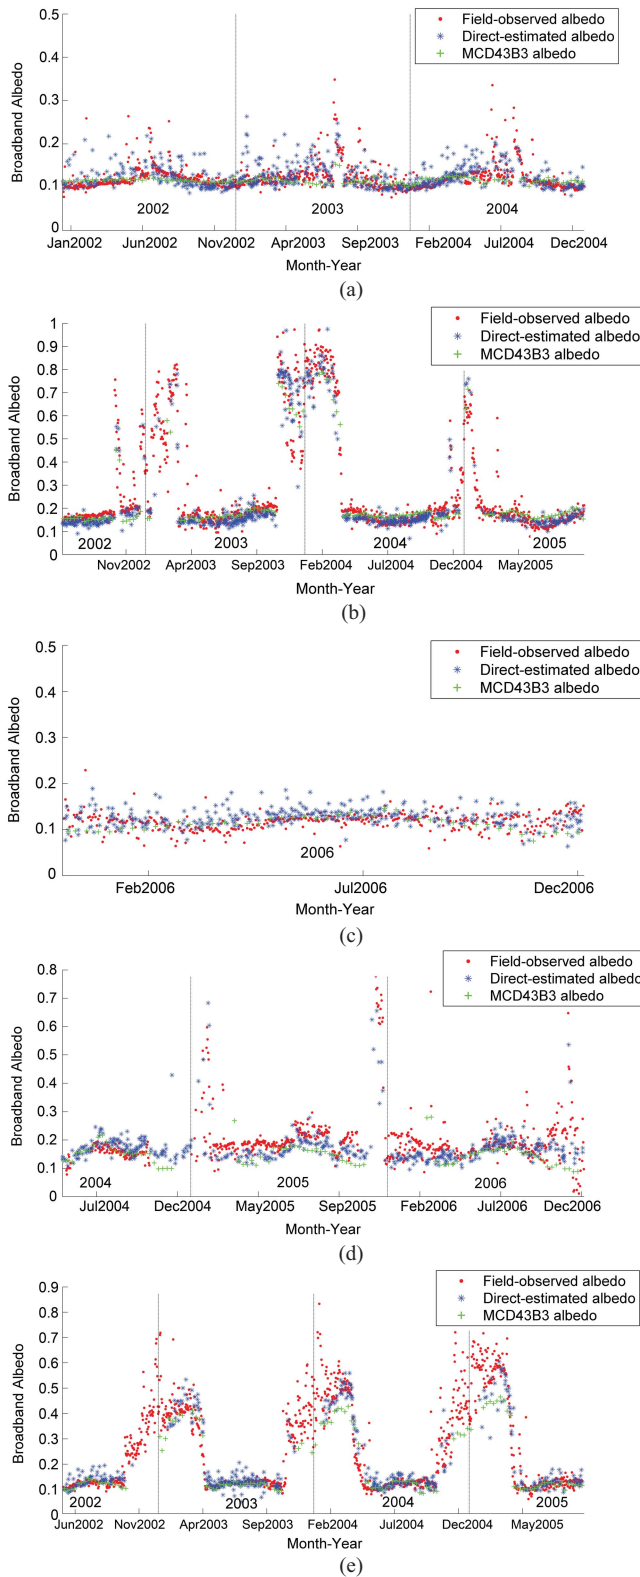 0.5
0.4
0.3
0.2
0.1
0
Broadband Albedo
Field-observed albedo
Direct-estimated albedo
MCD43B3 albedo
2002
2003
2004
Jan2002 Jun2002 Nov2002 Apr2003 Sep2003 Feb2004 Jul2004 Dec2004
Month-Year
(a)
1
0.9
0.8
0.7
0.6
0.5
0.4
0.3
0.2
0.1
0
Broadband Albedo
Field-observed albedo
Direct-estimated albedo
MCD43B3 albedo
2002
2003
2004
2005
Nov2002 Apr2003 Sep2003 Feb2004 Jul2004 Dec2004 May2005
Month-Year
(b)
0.5
0.4
0.3
0.2
0.1
0
Broadband Albedo
Field-observed albedo
Direct-estimated albedo
MCD43B3 albedo
2006
Feb2006 Jul2006 Dec2006
Month-Year
(c)
0.8
0.7
0.6
0.5
0.4
0.3
0.2
0.1
0
Broadband Albedo
Field-observed albedo
Direct-estimated albedo
MCD43B3 albedo
2004
2005
2006
Jul2004 Dec2004 May2005 Sep2005 Feb2006 Jul2006 Dec2006
Month-Year
(d)
0.9
0.8
0.7
0.6
0.5
0.4
0.3
0.2
0.1
0
Broadband Albedo
Field-observed albedo
Direct-estimated albedo
MCD43B3 albedo
2002
2003
2004
2005
Jun2002 Nov2002 Apr2003 Sep2003 Feb2004 Jul2004 Dec2004 May2005
Month-Year
(e)